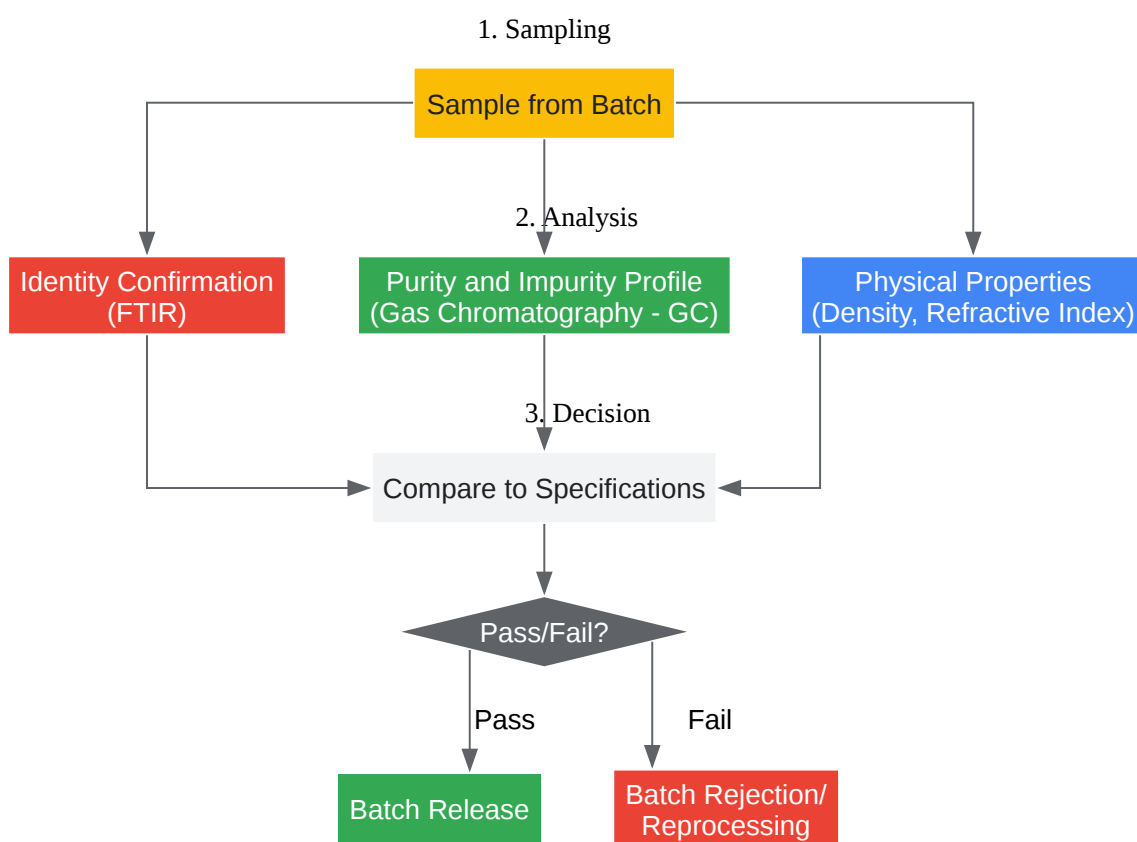 1. Sampling
Sample from Batch
2. Analysis
Identity Confirmation
(FTIR)
Purity and Impurity Profile
(Gas Chromatography - GC)
Physical Properties
(Density, Refractive Index)
3. Decision
Compare to Specifications
Pass/Fail?
Pass
Fail
Batch Release
Batch Rejection/
Reprocessing